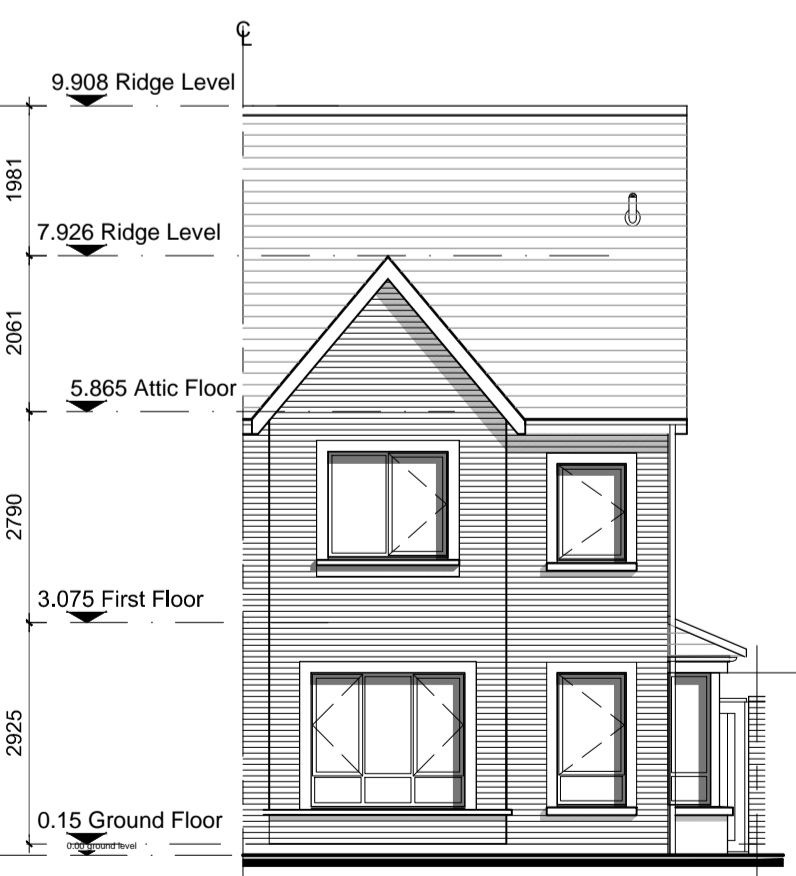 ℄
9.908 Ridge Level
1981
7.926 Ridge Level
2061
5.865 Attic Floor
2790
3.075 First Floor
2925
0.15 Ground Floor
0.00 ground level